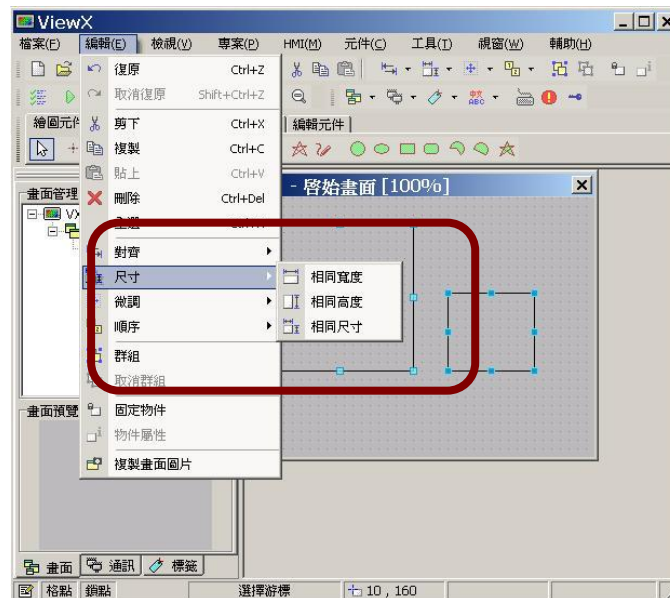 ViewX
檔案(F) 編輯(E) 檢視(V) 專案(P) HMI(M) 元件(C) 工具(T) 視窗(W) 輔助(H)
復原 Ctrl+Z
取消復原 Shift+Ctrl+Z
繪圖元件
編輯元件
剪下 Ctrl+X
複製 Ctrl+C
貼上 Ctrl+V
畫面管理
- 啓始畫面 [100%]
刪除 Ctrl+Del
對齊
尺寸
相同寬度
微調
相同高度
順序
相同尺寸
群組
取消群組
畫面預覽
固定物件
物件屬性
複製畫面圖片
畫面 通訊 標籤
格點 鎖點 選擇游標 10 , 160